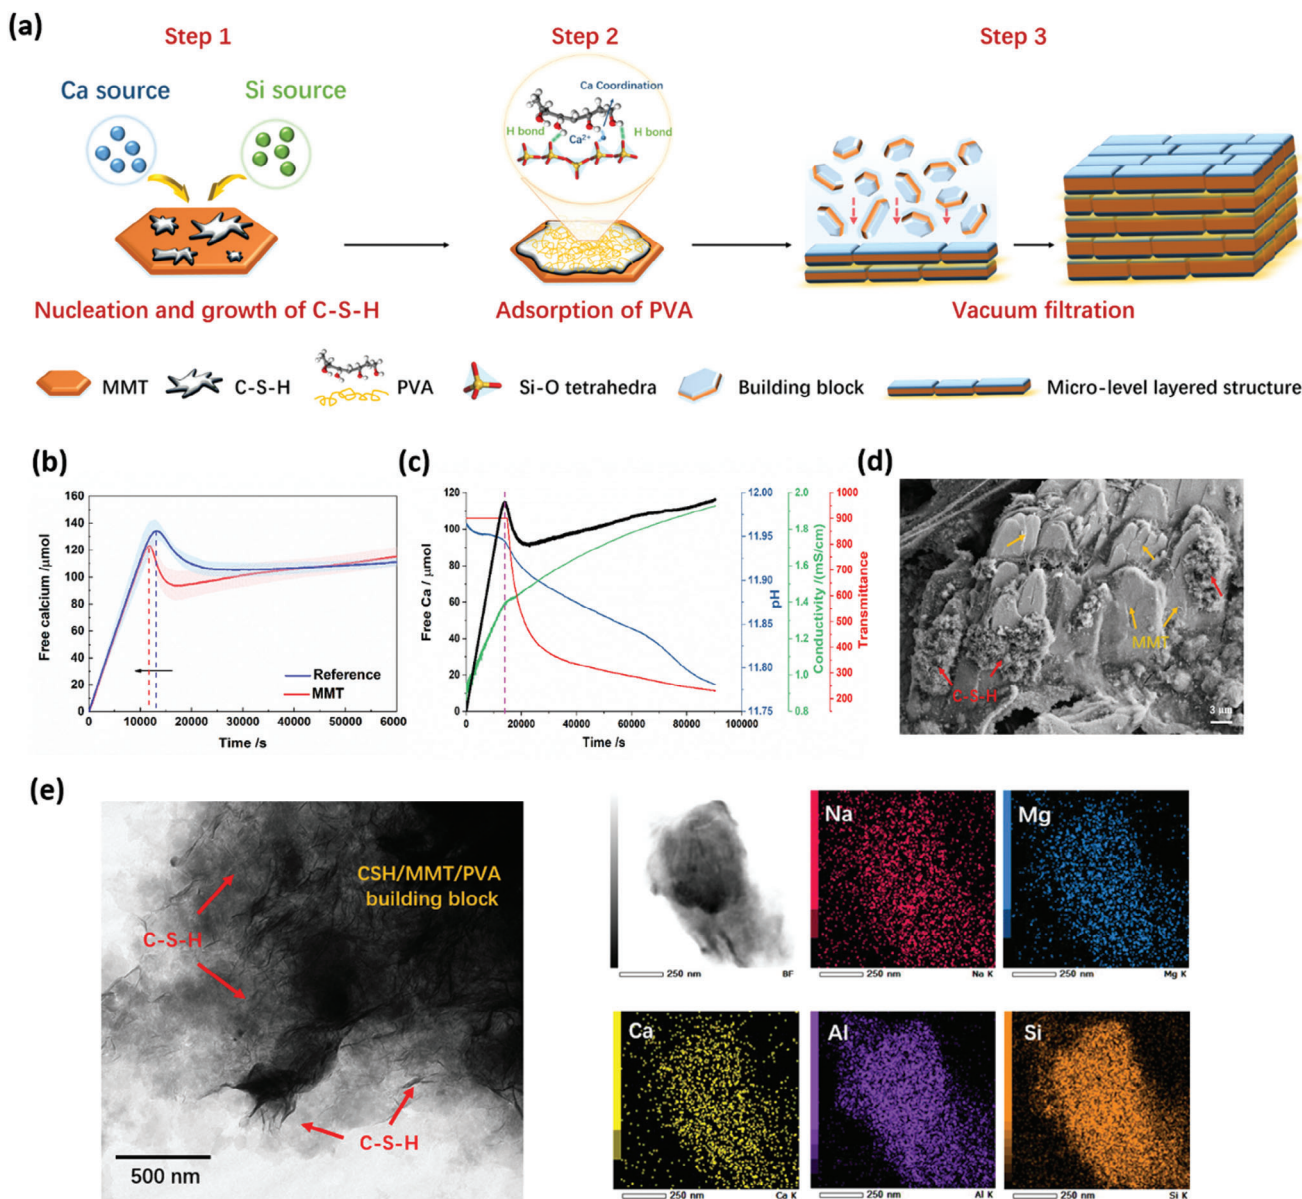 (a)
Step 1
Step 2
Step 3
Ca source
Si source
Ca Coordination
H bond
Ca²⁺
H bond
Nucleation and growth of C-S-H
Adsorption of PVA
Vacuum filtration
MMT
C-S-H
PVA
Si-O tetrahedra
Building block
Micro-level layered structure
(b)
160
140
120
100
80
60
40
20
0
Free calcium /μmol
Reference
MMT
0
10000
20000
30000
40000
50000
6000
Time /s
(c)
120
100
80
60
40
20
0
Free Ca / μmol
0
20000
40000
60000
80000
100000
Time /s
12.00
11.95
11.90
11.85
11.80
11.75
pH
2.0
1.8
1.6
1.4
1.2
1.0
0.8
Conductivity /(mS/cm)
1000
900
800
700
600
500
400
300
200
Transmittance
(d)
MMT
C-S-H
3 μm
(e)
CSH/MMT/PVA
building block
C-S-H
C-S-H
500 nm
250 nm
BF
Na
250 nm
Na K
Mg
250 nm
Mg K
Ca
250 nm
Ca K
Al
250 nm
Al K
Si
250 nm
Si K